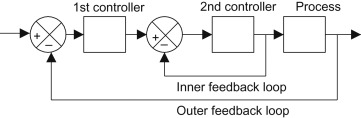 1st controller
2nd controller
Process
+
−
+
−
Inner feedback loop
Outer feedback loop